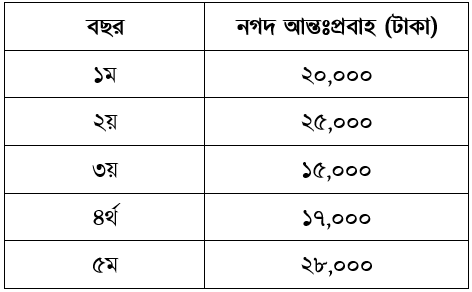 বছর নগদ আন্তঃপ্রবাহ (টাকা)
১ম ২০,০০০
২য় ২৫,০০০
৩য় ১৫,০০০
৪র্থ ১৭,০০০
৫ম ২৮,০০০